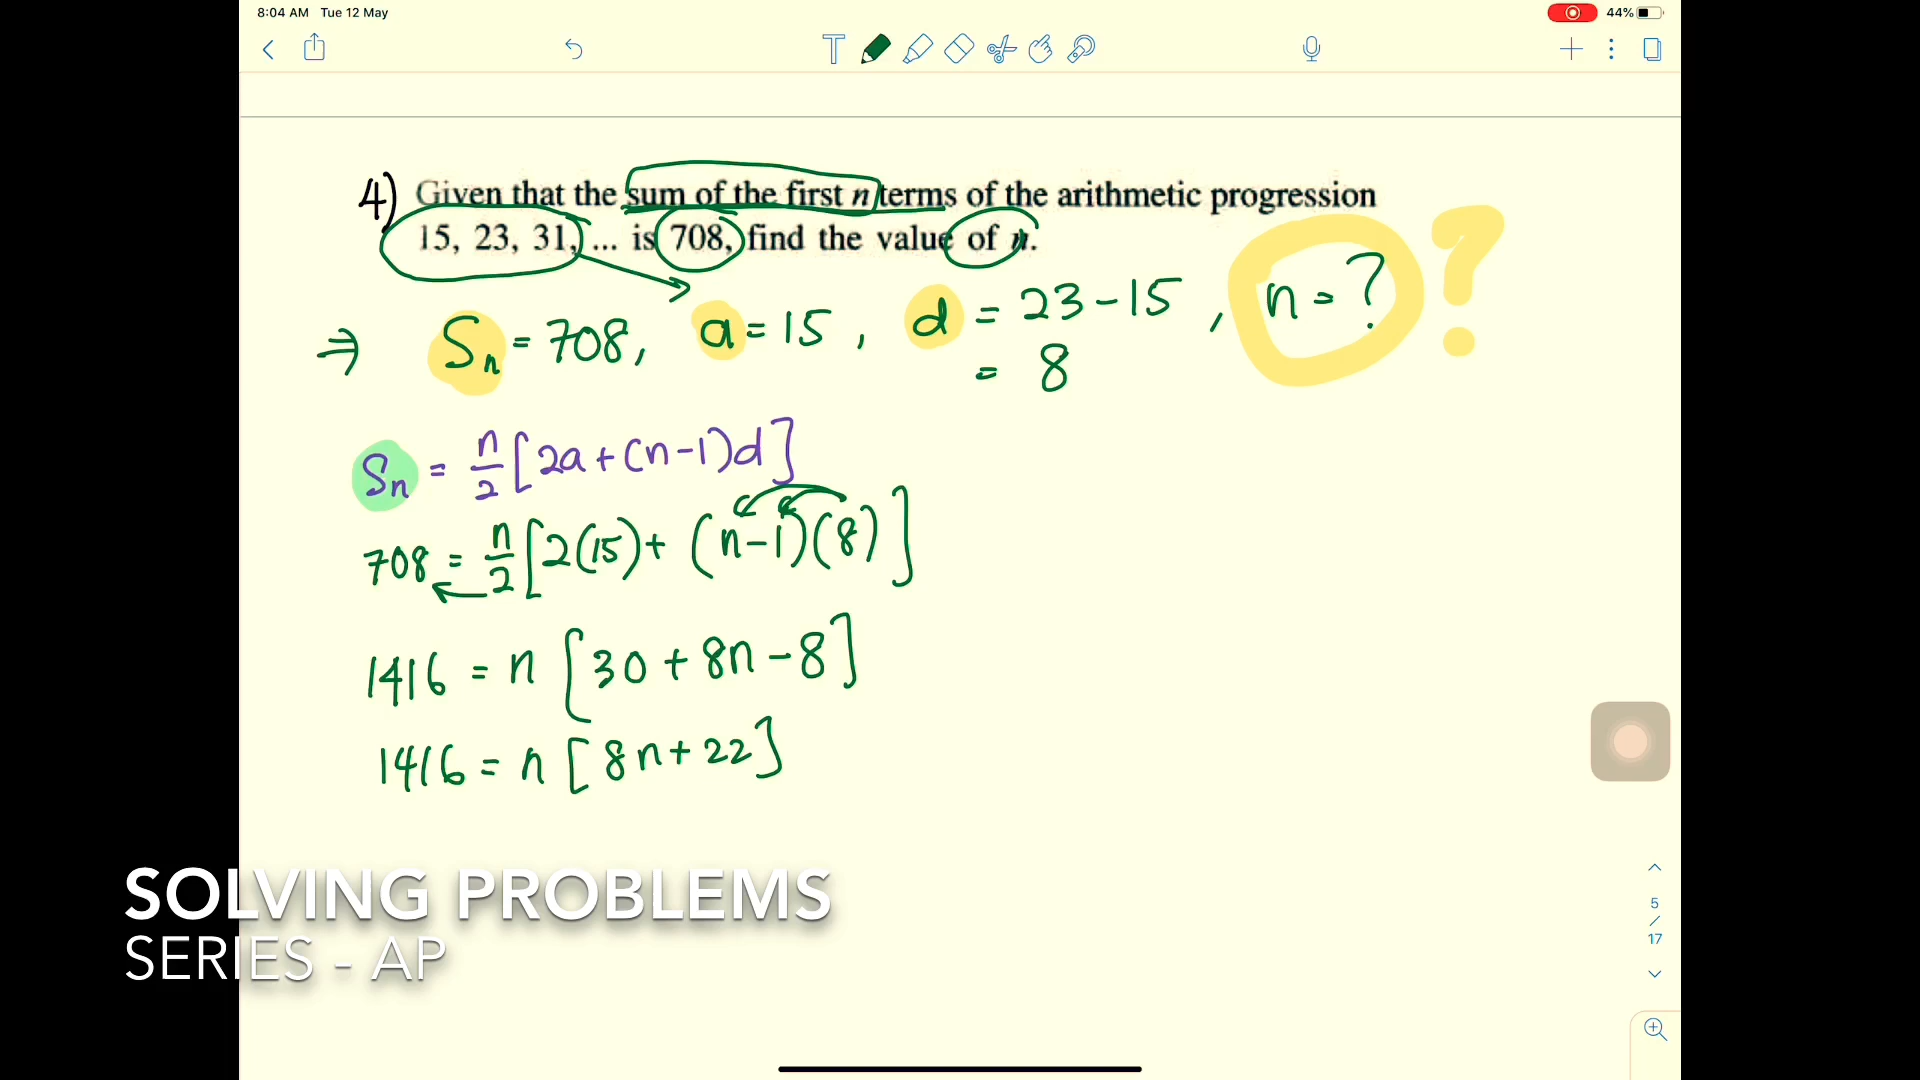 8:04 AM Tue 12 May
44%
4) Given that the sum of the first n terms of the arithmetic progression
15, 23, 31, ... is 708, find the value of n.
?
⇒ Sn = 708, a = 15, d = 23 - 15, n = ?
= 8
Sn = n/2 [2a + (n-1)d]
708 = n/2 [2(15) + (n-1)(8)]
1416 = n [30 + 8n - 8]
1416 = n [8n + 22]
SOLVING PROBLEMS
SERIES - AP
5
/
17